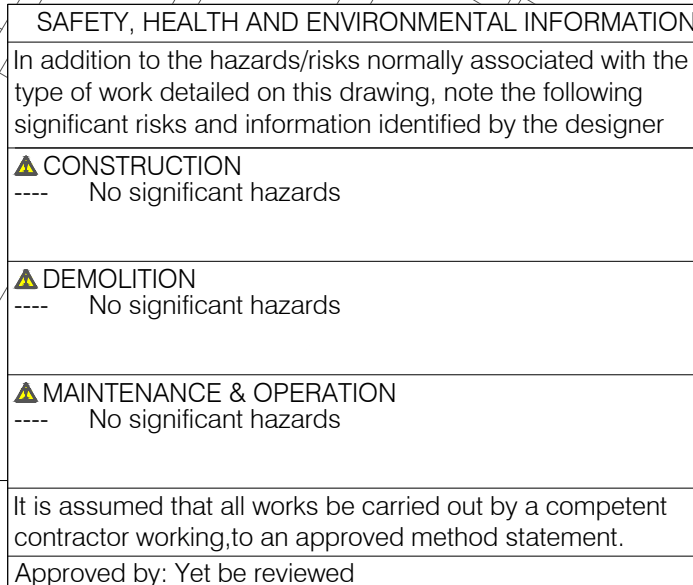 SAFETY, HEALTH AND ENVIRONMENTAL INFORMATION
In addition to the hazards/risks normally associated with the
type of work detailed on this drawing, note the following
significant risks and information identified by the designer
CONSTRUCTION
---- No significant hazards
DEMOLITION
---- No significant hazards
MAINTENANCE & OPERATION
---- No significant hazards
It is assumed that all works be carried out by a competent
contractor working,to an approved method statement.
Approved by: Yet be reviewed